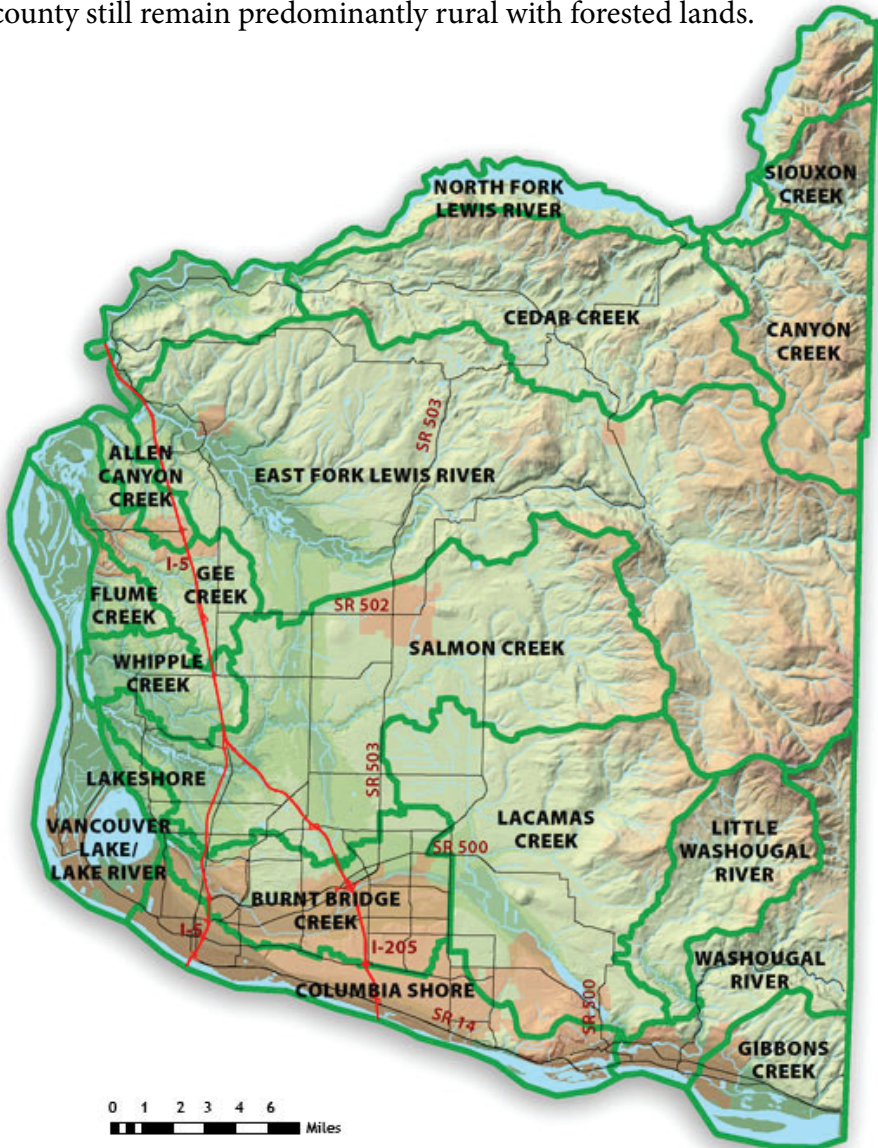 county still remain predominantly rural with forested lands.
SIOUXON
CREEK
NORTH FORK
LEWIS RIVER
CEDAR CREEK
CANYON
CREEK
SR 503
ALLEN
CANYON
CREEK
EAST FORK LEWIS RIVER
I-5
GEE
CREEK
FLUME
CREEK
SR 502
SALMON CREEK
WHIPPLE
CREEK
SR 503
LAKESHORE
LACAMAS
CREEK
VANCOUVER
LAKE/
LAKE RIVER
LITTLE
WASHOUGAL
RIVER
SR 500
BURNT BRIDGE
CREEK
I-5
I-205
WASHOUGAL
RIVER
COLUMBIA SHORE
SR 500
SR 14
GIBBONS
CREEK
0 1 2 3 4 6
Miles